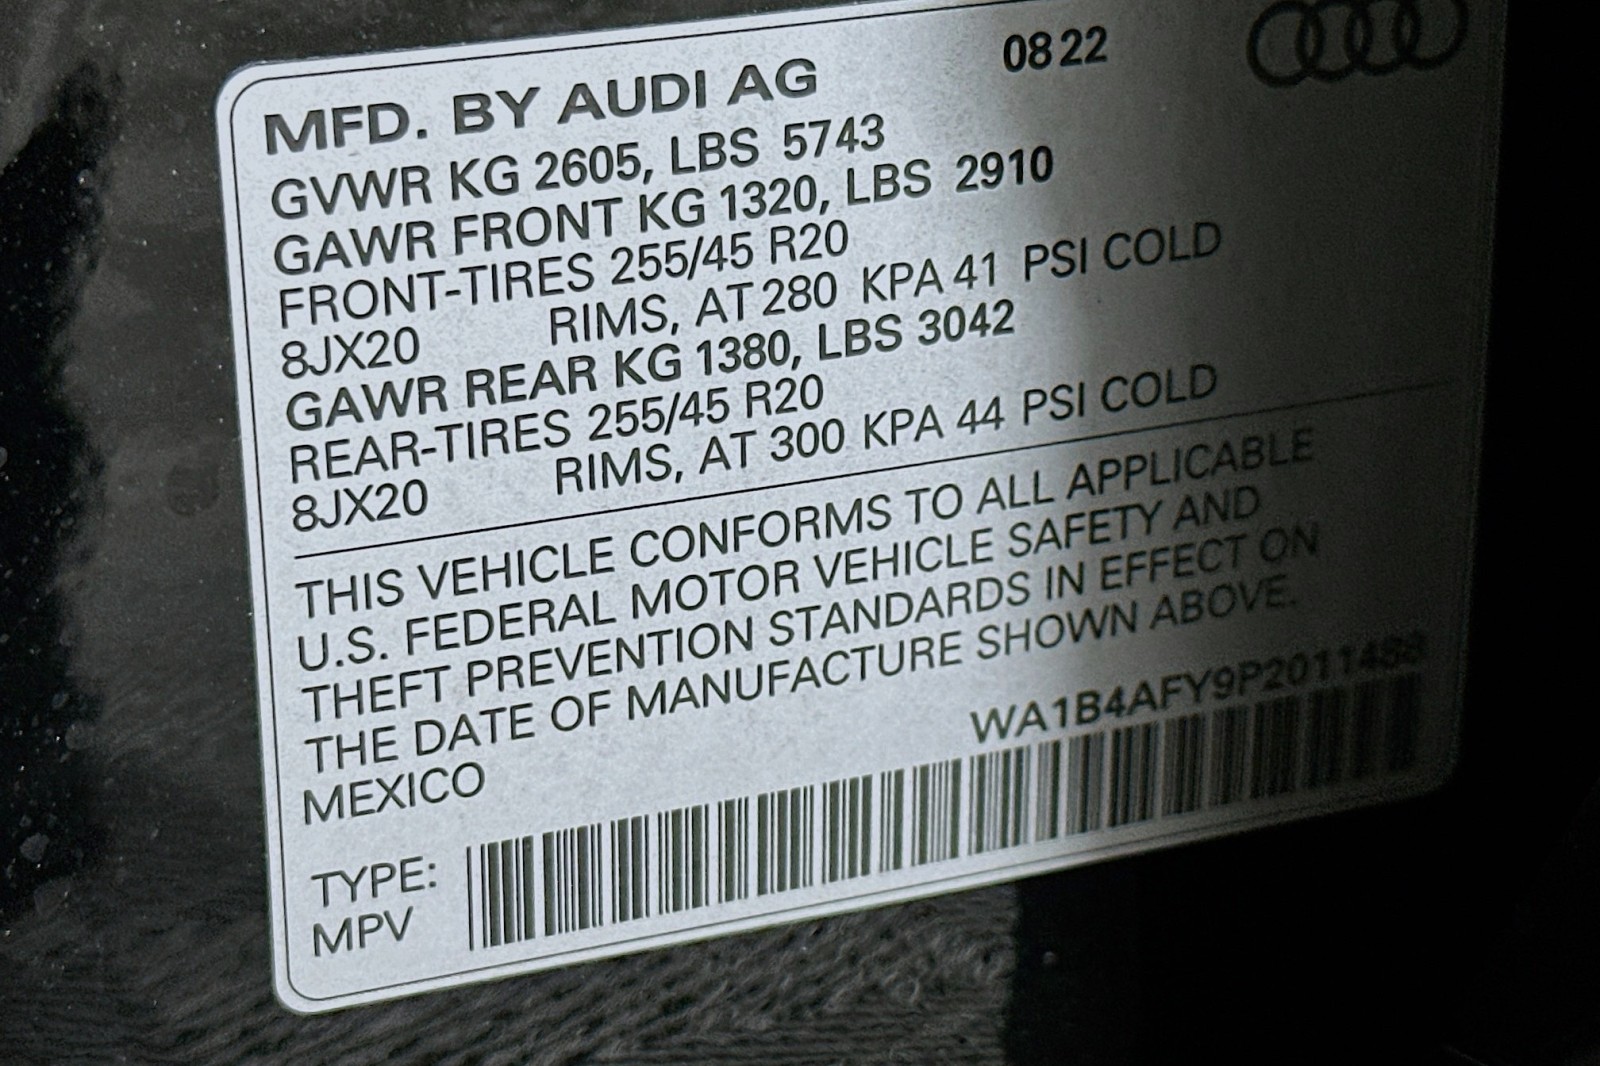 MFD. BY AUDI AG 08 22
GVWR KG 2605, LBS 5743
GAWR FRONT KG 1320, LBS 2910
FRONT-TIRES 255/45 R20
8JX20 RIMS, AT 280 KPA 41 PSI COLD
GAWR REAR KG 1380, LBS 3042
REAR-TIRES 255/45 R20
8JX20 RIMS, AT 300 KPA 44 PSI COLD
THIS VEHICLE CONFORMS TO ALL APPLICABLE
U.S. FEDERAL MOTOR VEHICLE SAFETY AND
THEFT PREVENTION STANDARDS IN EFFECT ON
THE DATE OF MANUFACTURE SHOWN ABOVE.
MEXICO
TYPE:
MPV